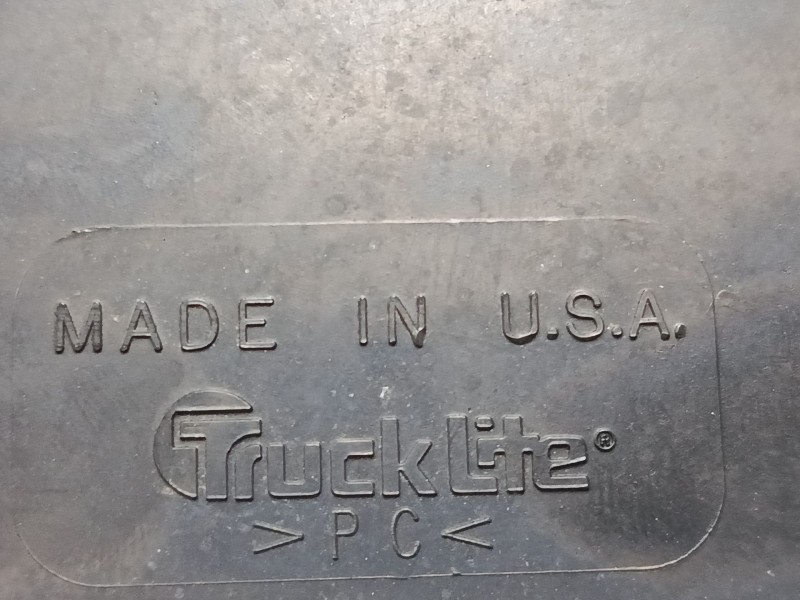 MADE IN U.S.A.
TruckLite®
>PC<